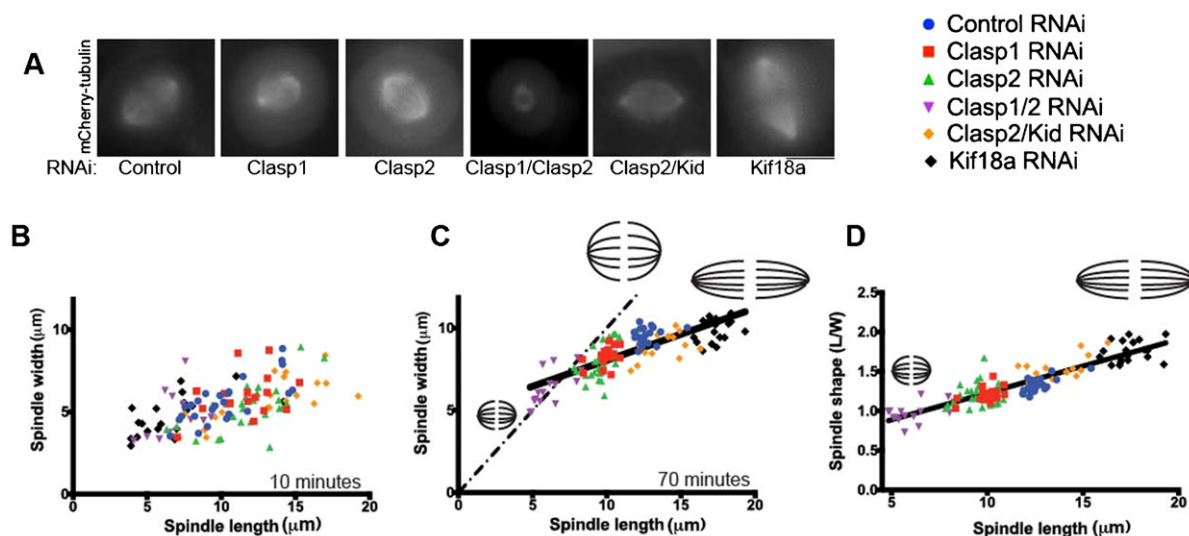 A
mCherry-tubulin
RNAi: Control Clasp1 Clasp2 Clasp1/Clasp2 Clasp2/Kid Kif18a
Control RNAi
Clasp1 RNAi
Clasp2 RNAi
Clasp1/2 RNAi
Clasp2/Kid RNAi
Kif18a RNAi
B
Spindle width (μm)
10
5
0
0 5 10 15 20
10 minutes
Spindle length (μm)
C
Spindle width (μm)
10
5
0
0 5 10 15 20
70 minutes
Spindle length (μm)
D
Spindle shape (L/W)
2.5
2.0
1.5
1.0
0.5
0.0
5 10 15 20
Spindle length (μm)